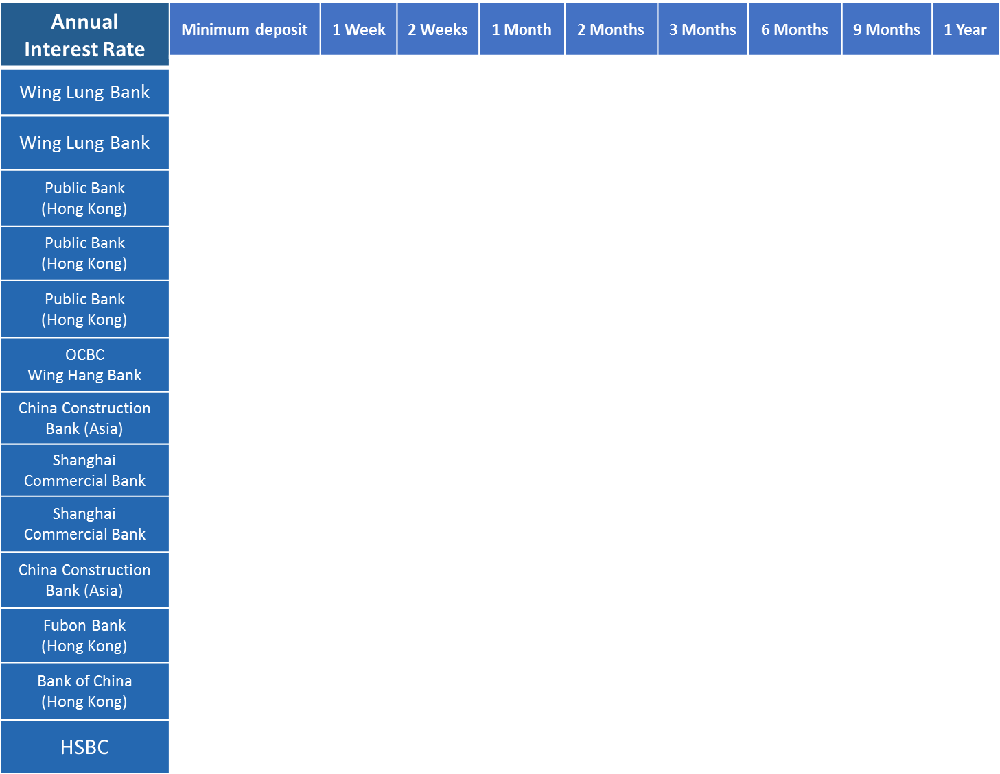 Annual
Interest Rate
Minimum deposit
1 Week
2 Weeks
1 Month
2 Months
3 Months
6 Months
9 Months
1 Year
Wing Lung Bank
Wing Lung Bank
Public Bank
(Hong Kong)
Public Bank
(Hong Kong)
Public Bank
(Hong Kong)
OCBC
Wing Hang Bank
China Construction
Bank (Asia)
Shanghai
Commercial Bank
Shanghai
Commercial Bank
China Construction
Bank (Asia)
Fubon Bank
(Hong Kong)
Bank of China
(Hong Kong)
HSBC